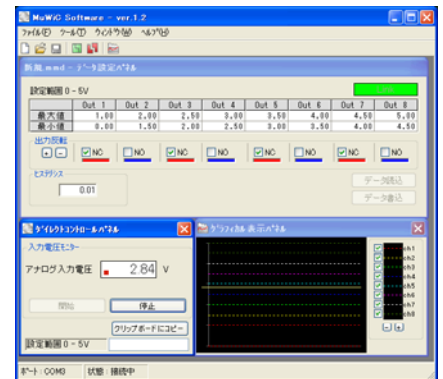 MuWiC Software - ver.1.2
ファイル(F) ツール(T) ウィンドウ(W) ヘルプ(H)
新規.mmd - データ設定パネル
設定範囲 0 - 5V
Out 1 Out 2 Out 3 Out 4 Out 5 Out 6 Out 7 Out 8
最大値 1.00 2.00 2.50 3.00 3.50 4.00 4.50 5.00
最小値 0.00 1.50 2.00 2.50 3.00 3.50 4.00 4.50
出力反転
+ - NC NO NC NO NC NO NC NO
ヒステリシス
0.01
データ読込
データ書込
ダイレクトコントロールパネル
入力電圧モニター
アナログ入力電圧 2.84 V
開始 停止
クリップボードにコピー
設定範囲 0 - 5V
グラフィカル表示パネル
ch1
ch2
ch3
ch4
ch5
ch6
ch7
ch8
- +
ポート : COM3 状態 : 接続中